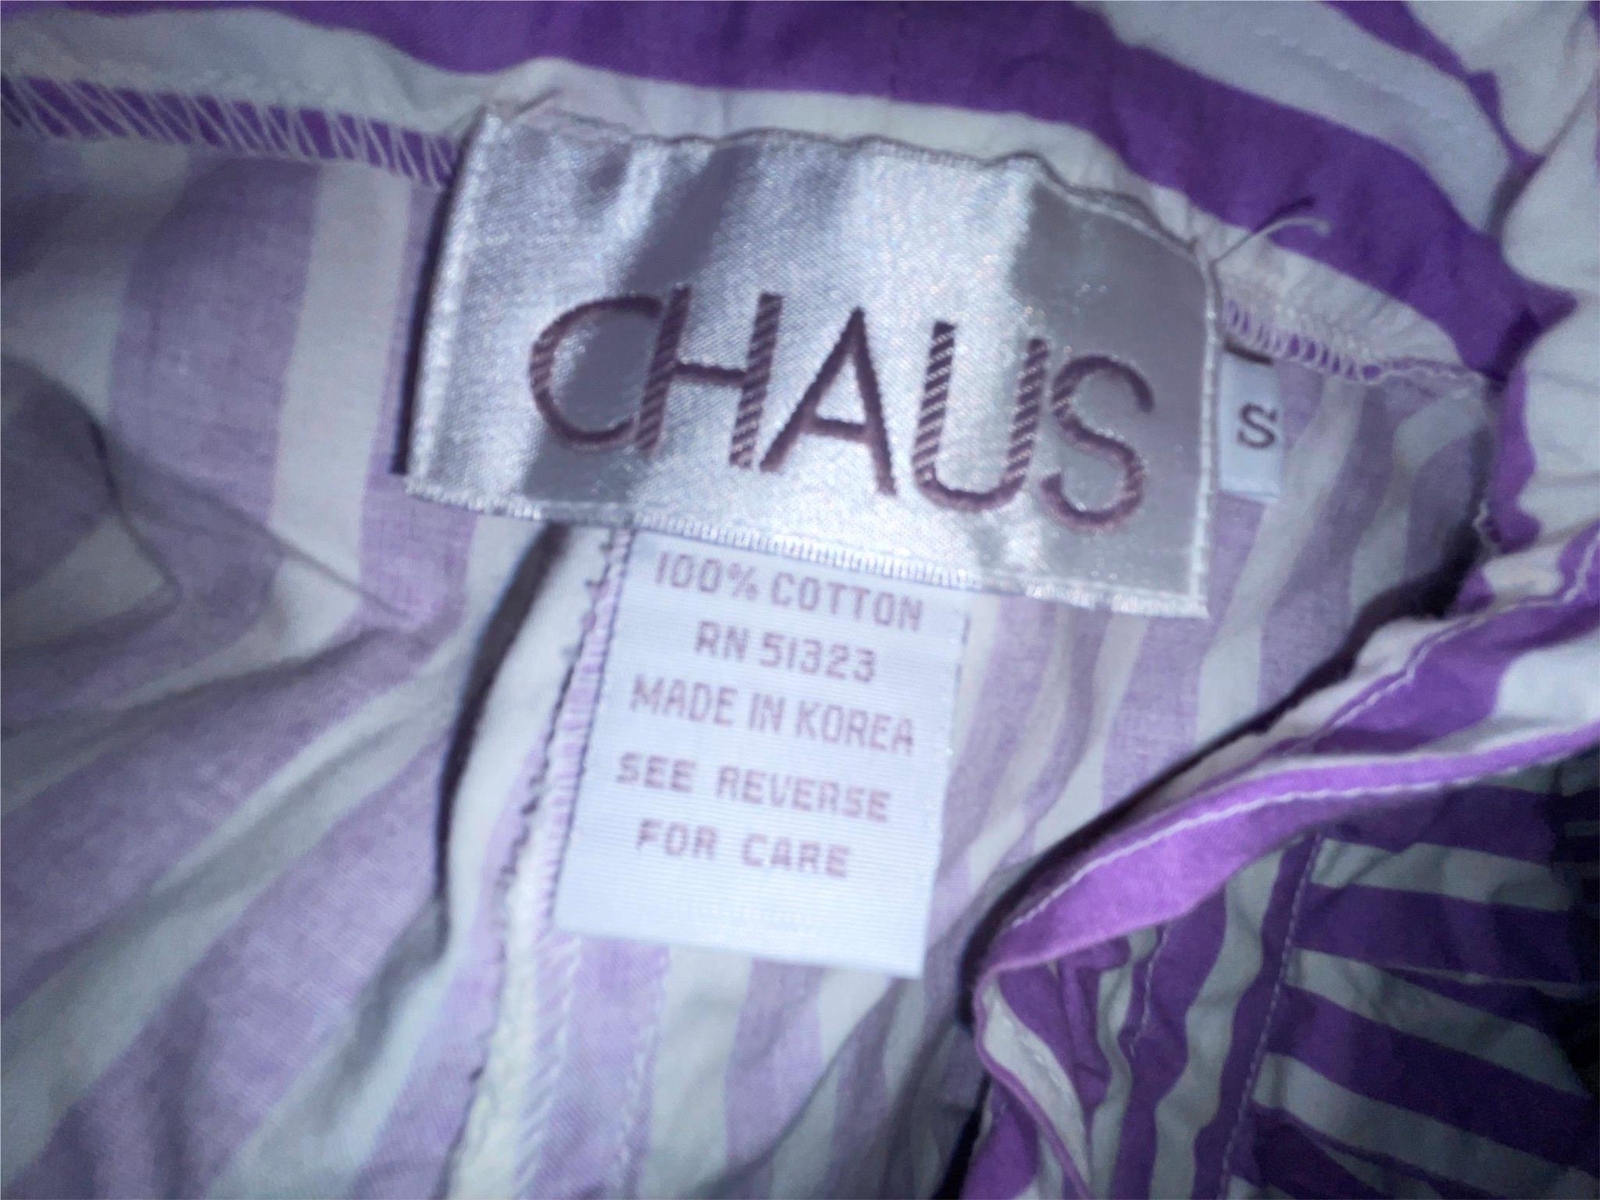 CHAUS
S
100% COTTON
RN 51323
MADE IN KOREA
SEE REVERSE
FOR CARE